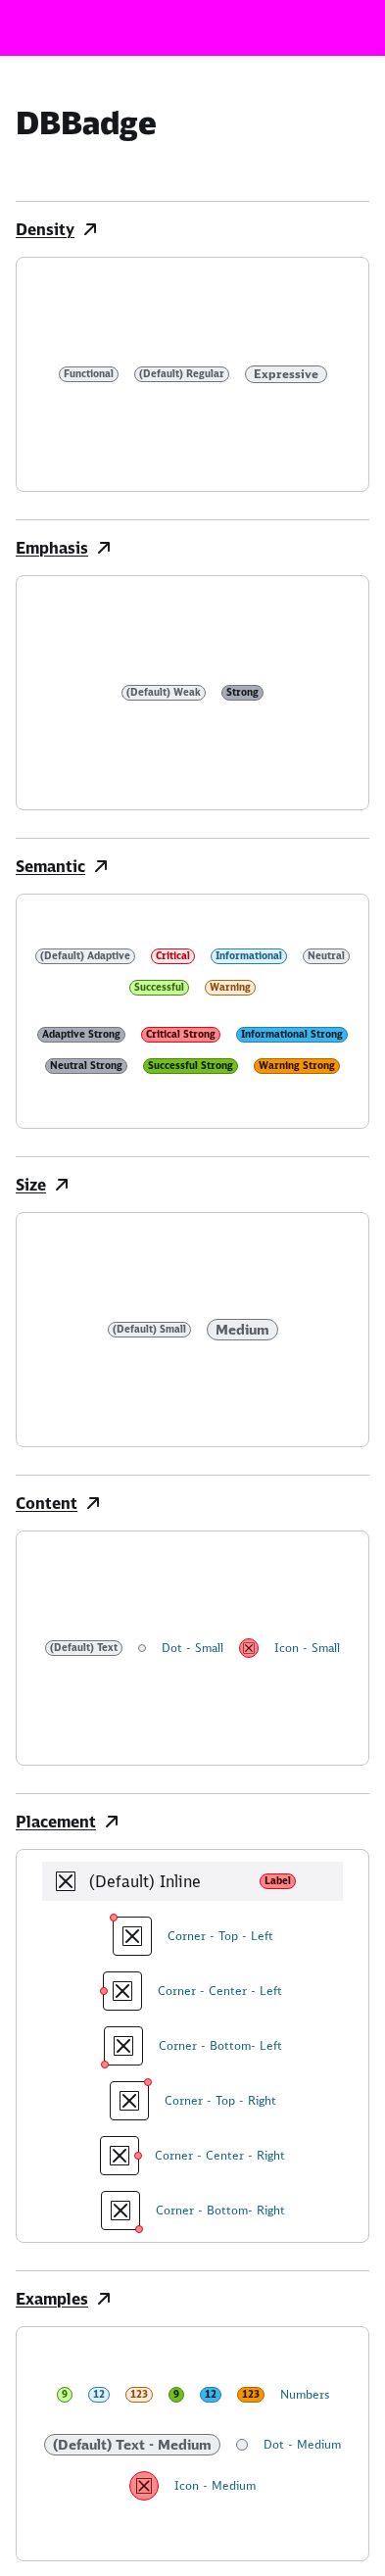 DBBadge
Density
Functional (Default) Regular Expressive
Emphasis
(Default) Weak Strong
Semantic
(Default) Adaptive Critical Informational Neutral
Successful Warning
Adaptive Strong Critical Strong Informational Strong
Neutral Strong Successful Strong Warning Strong
Size
(Default) Small Medium
Content
(Default) Text Dot - Small Icon - Small
Placement
(Default) Inline Label
Corner - Top - Left
Corner - Center - Left
Corner - Bottom- Left
Corner - Top - Right
Corner - Center - Right
Corner - Bottom- Right
Examples
9 12 123 9 12 123 Numbers
(Default) Text - Medium Dot - Medium
Icon - Medium